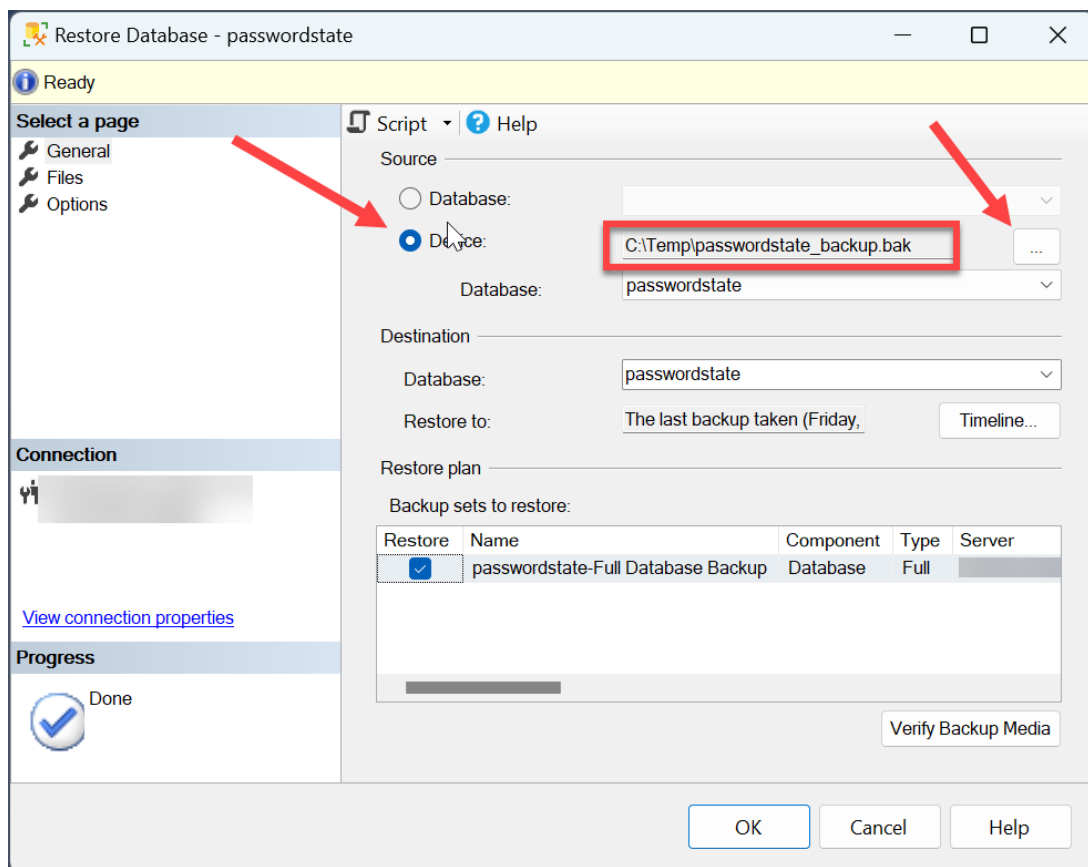 Restore Database - passwordstate
Ready
Select a page
General
Files
Options
Script
Help
Source
Database:
Device:
C:\Temp\passwordstate_backup.bak
...
Database:
passwordstate
Destination
Database:
passwordstate
Restore to:
The last backup taken (Friday,
Timeline...
Restore plan
Backup sets to restore:
Restore Name Component Type Server
passwordstate-Full Database Backup Database Full
Connection
View connection properties
Progress
Done
Verify Backup Media
OK
Cancel
Help